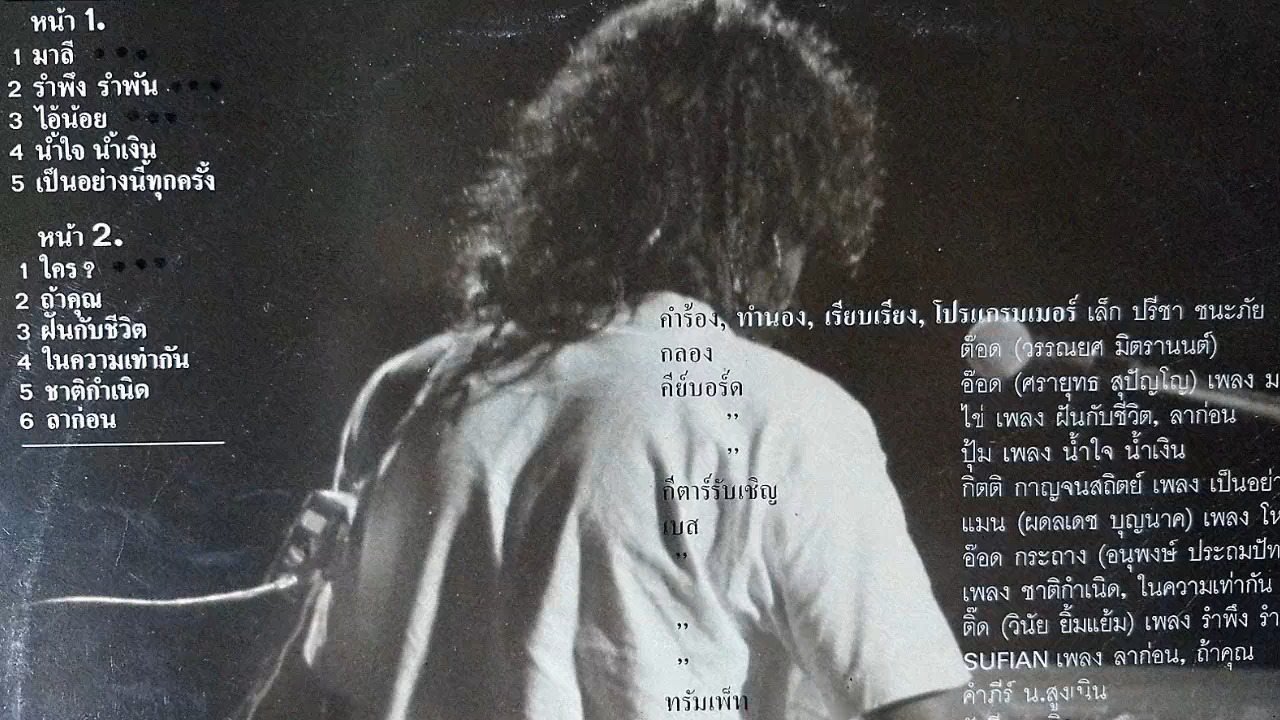 หน้า 1.
1 มาลี
2 รำพึง รำพัน
3 ไอ้น้อย
4 น้ำใจ น้ำเงิน
5 เป็นอย่างนี้ทุกครั้ง
หน้า 2.
1 ใคร ?
2 ถ้าคุณ
3 ฝันกับชีวิต
4 ในความเท่ากัน
5 ชาติกำเนิด
6 ลาก่อน
คำร้อง, ทำนอง, เรียบเรียง, โปรแกรมเมอร์ เล็ก ปรีชา ชนะภัย
กลอง ต๊อด (วรรณยศ มิตรานนต์)
คีย์บอร์ด อ๊อด (ศรายุทธ สุปัญโญ) เพลง
" ไข่ เพลง ฝันกับชีวิต, ลาก่อน
" ปุ้ม เพลง น้ำใจ น้ำเงิน
กีตาร์รับเชิญ กิตติ กาญจนสถิตย์ เพลง
เบส แมน (ผดลเดช บุญนาค) เพลง
" อ๊อด กระถาง (อนุพงษ์
เพลง ชาติกำเนิด, ในความเท่ากัน
" ติ๊ด (วินัย ยิ้มแย้ม) เพลง รำพึง
" SUFIAN เพลง ลาก่อน, ถ้าคุณ
ทรัมเพ็ท คำภีร์ น.สูงเนิน